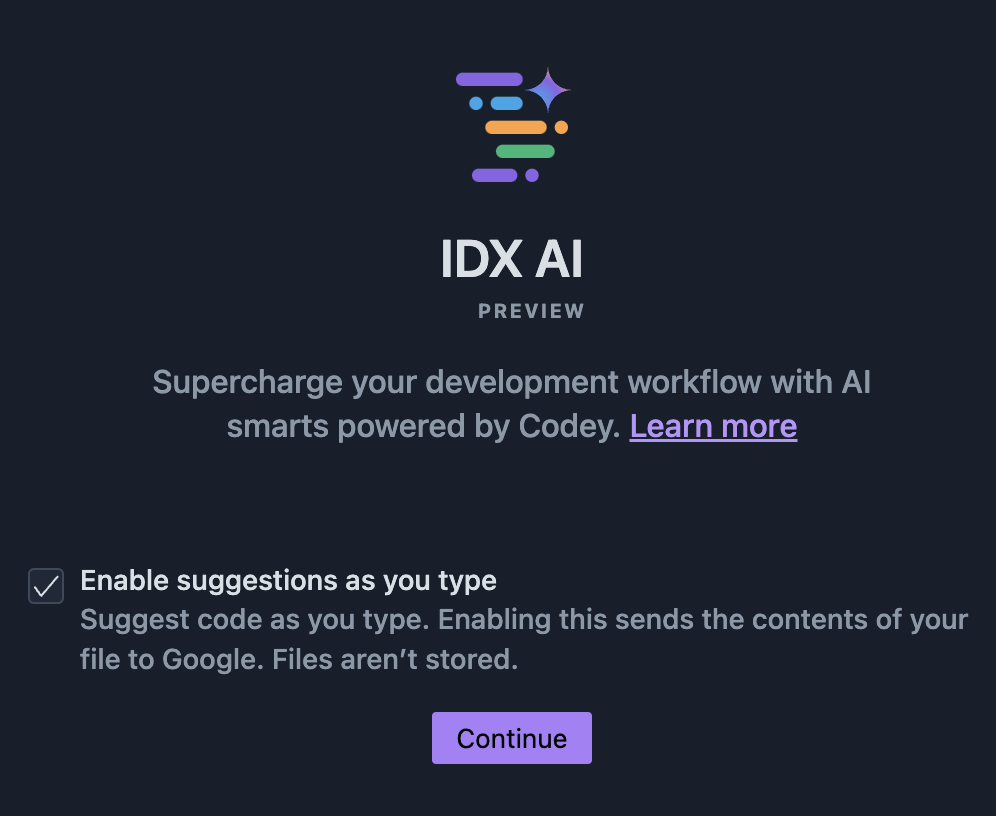 IDX AI
PREVIEW
Supercharge your development workflow with AI
smarts powered by Codey. Learn more
Enable suggestions as you type
Suggest code as you type. Enabling this sends the contents of your
file to Google. Files aren’t stored.
Continue